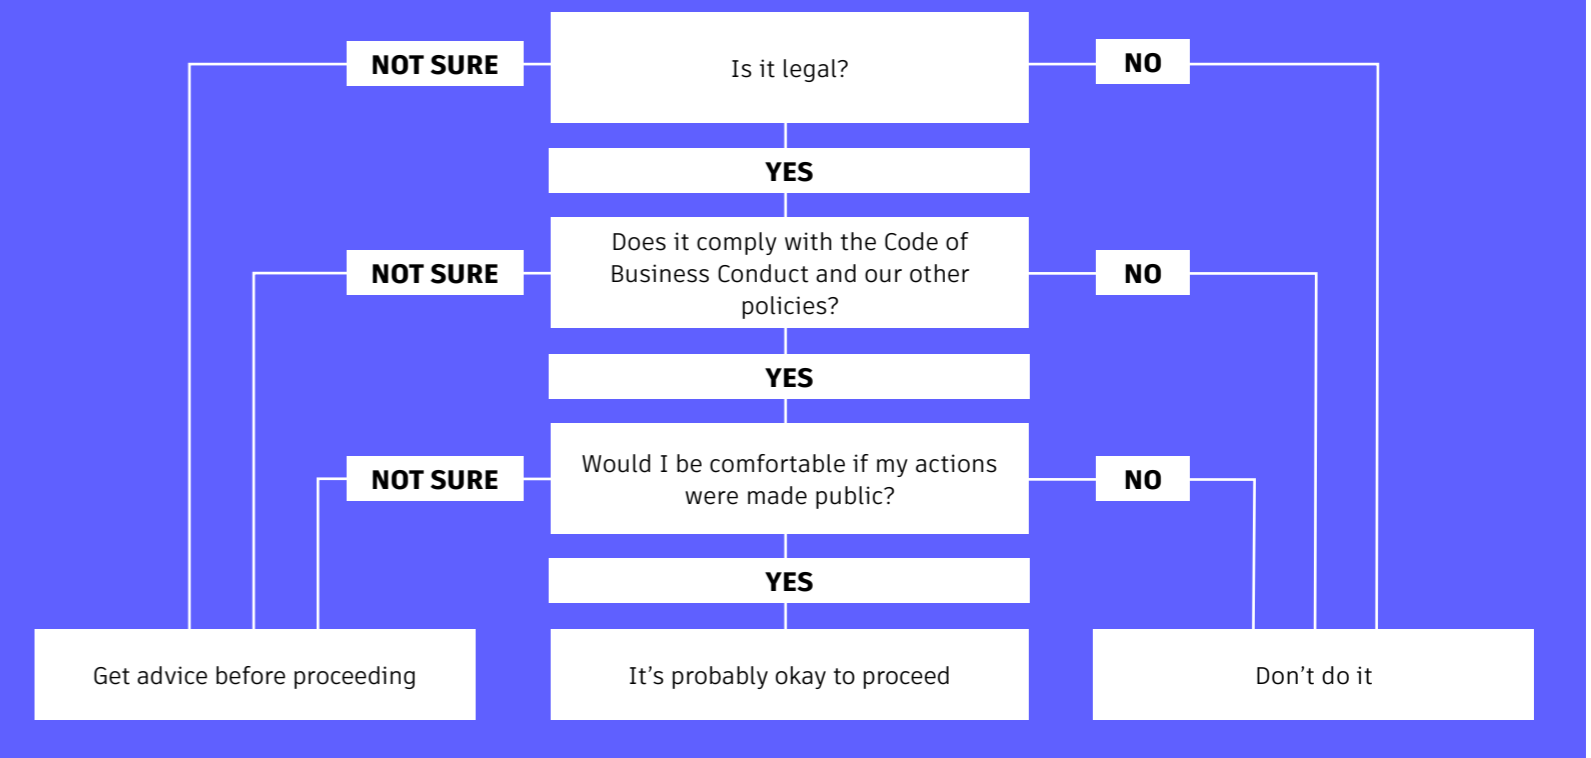 NOT SURE
Is it legal?
NO
YES
NOT SURE
Does it comply with the Code of
Business Conduct and our other
policies?
NO
YES
NOT SURE
Would I be comfortable if my actions
were made public?
NO
YES
Get advice before proceeding
It’s probably okay to proceed
Don’t do it